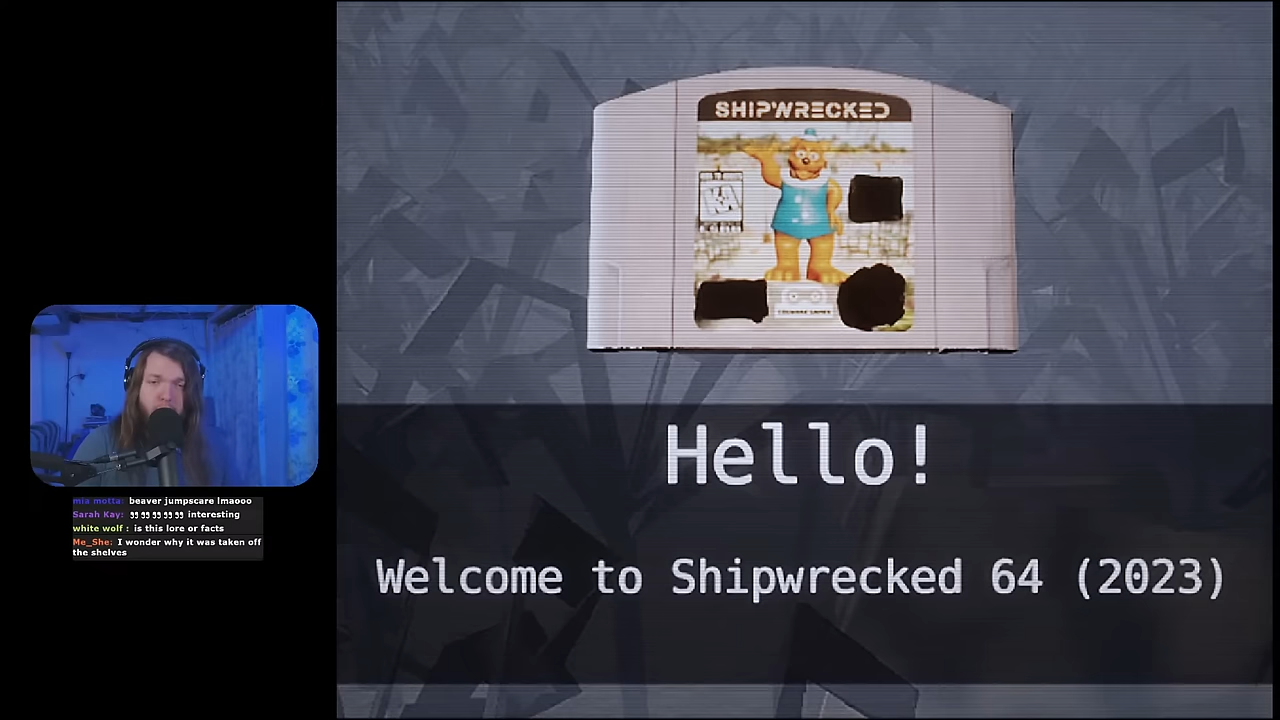 SHIPWRECKED
KA
Hello!
Welcome to Shipwrecked 64 (2023)
mia motta: beaver jumpscare lmaooo
Sarah Kay: interesting
white wolf : is this lore or facts
Me_She: I wonder why it was taken off
the shelves